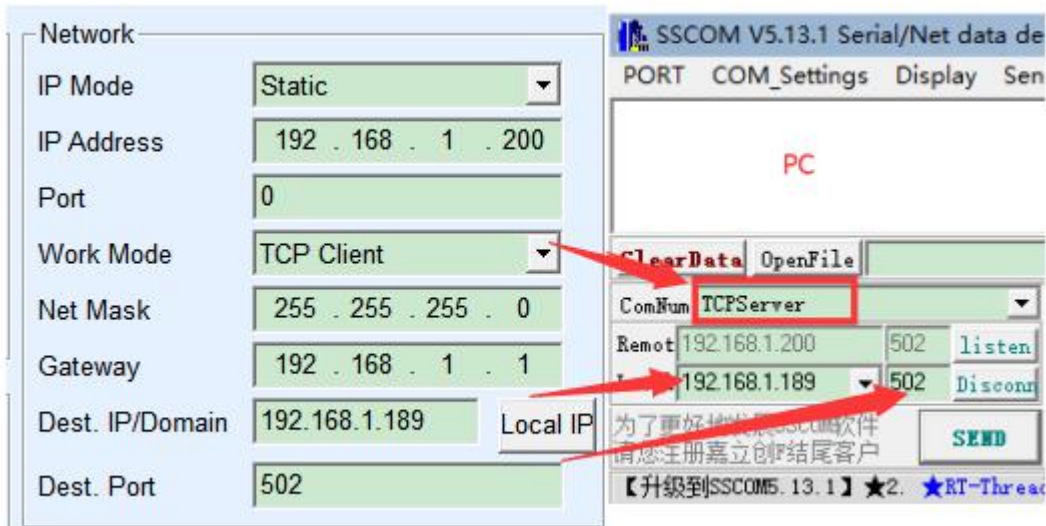 Network
IP Mode Static
IP Address 192 . 168 . 1 . 200
Port 0
Work Mode TCP Client
Net Mask 255 . 255 . 255 . 0
Gateway 192 . 168 . 1 . 1
Dest. IP/Domain 192.168.1.189 Local IP
Dest. Port 502
SSCOM V5.13.1 Serial/Net data de
PORT COM_Settings Display Sen
PC
ClearData OpenFile
ComNum TCPServer
Remot 192.168.1.200 502 listen
192.168.1.189 502 Disconn
为了更好地发展SSCOM软件
请您注册嘉立创F结尾客户
SEND
【升级到SSCOM5.13.1】★2. ★RT-Thread